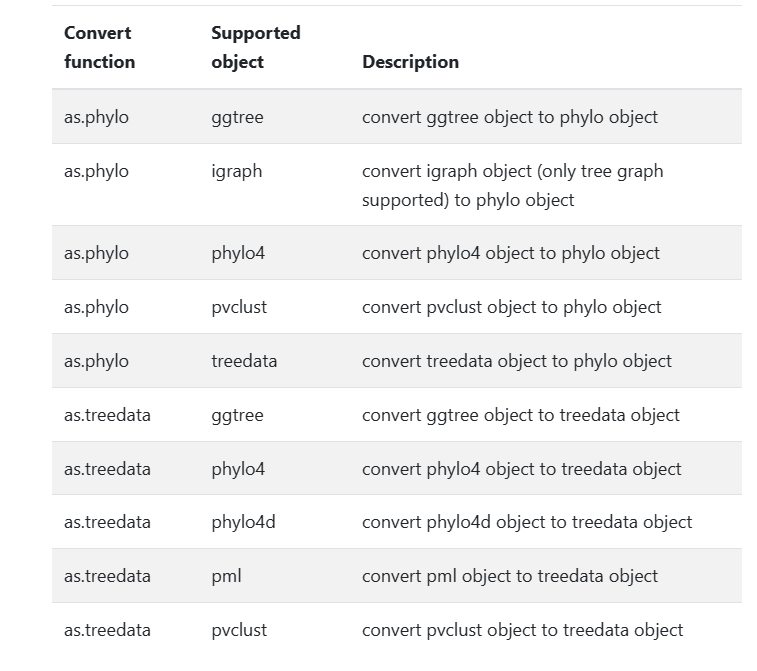 Convert function Supported object Description
as.phylo ggtree convert ggtree object to phylo object
as.phylo igraph convert igraph object (only tree graph
supported) to phylo object
as.phylo phylo4 convert phylo4 object to phylo object
as.phylo pvclust convert pvclust object to phylo object
as.phylo treedata convert treedata object to phylo object
as.treedata ggtree convert ggtree object to treedata object
as.treedata phylo4 convert phylo4 object to treedata object
as.treedata phylo4d convert phylo4d object to treedata object
as.treedata pml convert pml object to treedata object
as.treedata pvclust convert pvclust object to treedata object